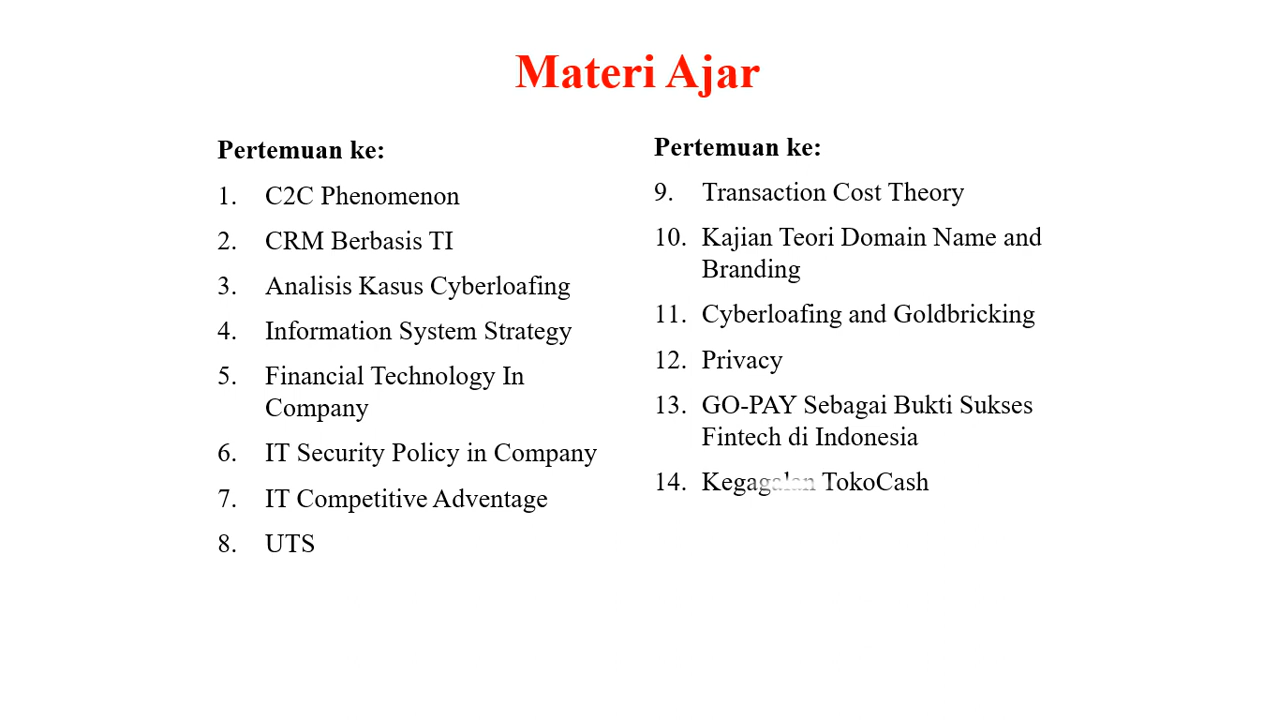 Materi Ajar
Pertemuan ke:
1. C2C Phenomenon
2. CRM Berbasis TI
3. Analisis Kasus Cyberloafing
4. Information System Strategy
5. Financial Technology In
Company
6. IT Security Policy in Company
7. IT Competitive Adventage
8. UTS
Pertemuan ke:
9. Transaction Cost Theory
10. Kajian Teori Domain Name and
Branding
11. Cyberloafing and Goldbricking
12. Privacy
13. GO-PAY Sebagai Bukti Sukses
Fintech di Indonesia
14. Kegagalan TokoCash